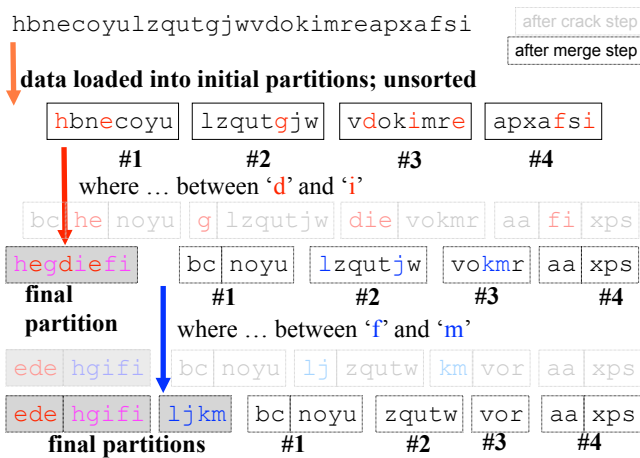 hbnecoyulzqutgjwvdokimreapxafsi
after crack step
after merge step
data loaded into initial partitions; unsorted
hbnecoyu lzqutgjw vdokimre apxafsi
#1 #2 #3 #4
where … between ‘d’ and ‘i’
bc he noyu g lzqutjw die vokmr aa fi xps
hegdiefi bc noyu lzqutjw vokmr aa xps
final partition #1 #2 #3 #4
where … between ‘f’ and ‘m’
ede hgifi bc noyu lj zqutw km vor aa xps
ede hgifi ljkm bc noyu zqutw vor aa xps
final partitions #1 #2 #3 #4